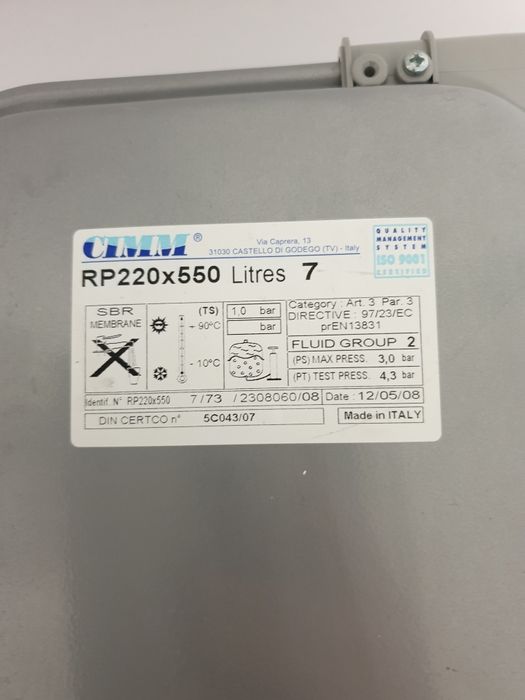 CIMM®
Via Caprera, 13
31030 CASTELLO DI GODEGO (TV) - Italy
QUALITY
MANAGEMENT
SYSTEM
ISO 9001
CERTIFIED
RP220x550 Litres 7
SBR
MEMBRANE
(TS)
+ 90°C
- 10°C
1,0 bar
bar
Category : Art. 3 Par. 3
DIRECTIVE : 97/23/EC
prEN13831
FLUID GROUP 2
(PS) MAX PRESS. 3,0 bar
(PT) TEST PRESS. 4,3 bar
Identif. N° RP220x550 7/73 /2308060/08 Date : 12/05/08
DIN CERTCO n° 5C043/07
Made in ITALY